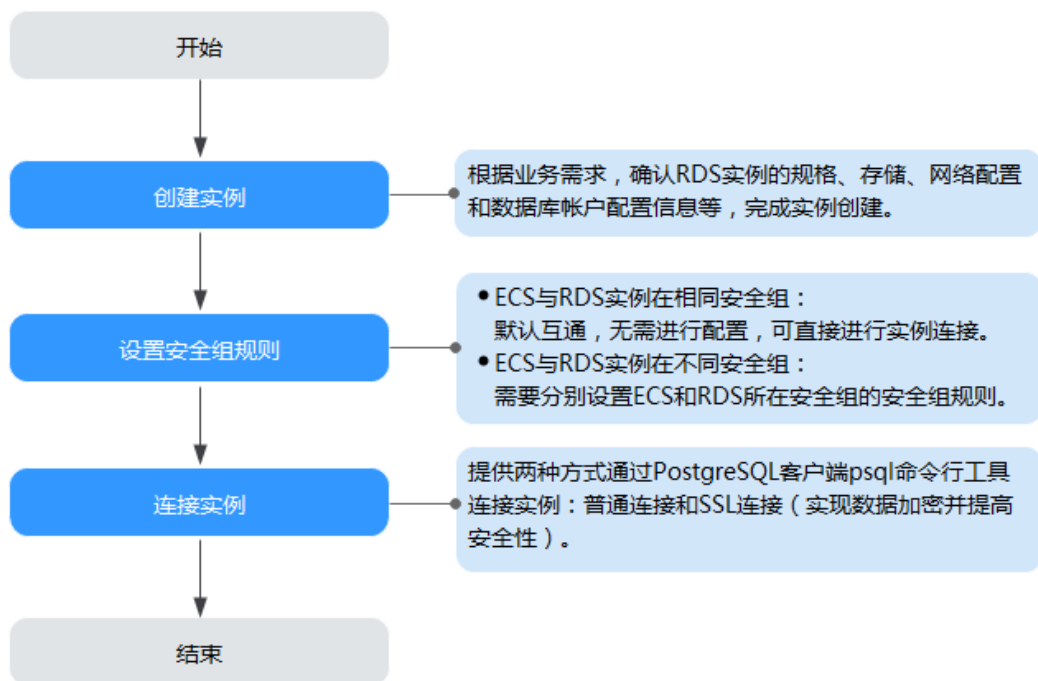 开始
创建实例
根据业务需求，确认RDS实例的规格、存储、网络配置
和数据库帐户配置信息等，完成实例创建。
设置安全组规则
●ECS与RDS实例在相同安全组：
默认互通，无需进行配置，可直接进行实例连接。
●ECS与RDS实例在不同安全组：
需要分别设置ECS和RDS所在安全组的安全组规则。
连接实例
提供两种方式通过PostgreSQL客户端psql命令行工具
连接实例：普通连接和SSL连接（实现数据加密并提高
安全性）。
结束